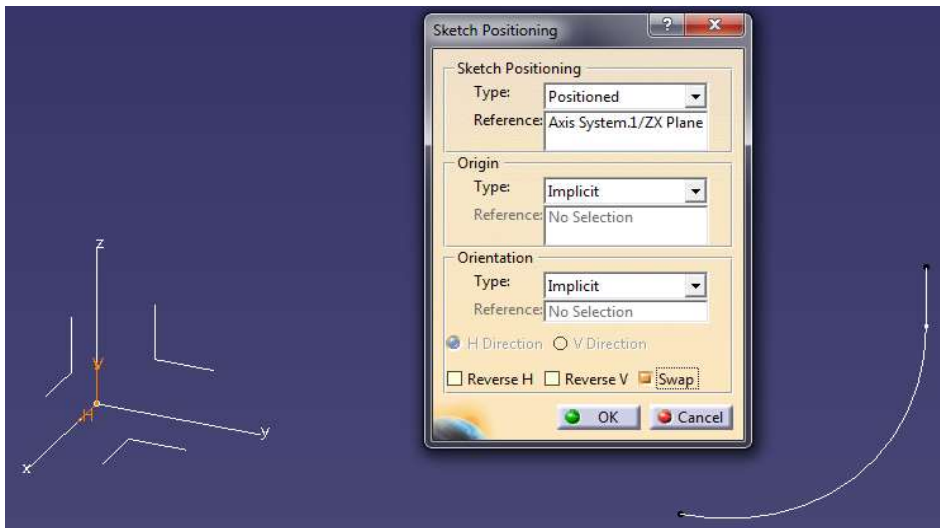 Sketch Positioning
Sketch Positioning
Type: Positioned
Reference: Axis System.1/ZX Plane
Origin
Type: Implicit
Reference: No Selection
Orientation
Type: Implicit
Reference: No Selection
H Direction V Direction
Reverse H Reverse V Swap
OK Cancel
z
V
H
y
x